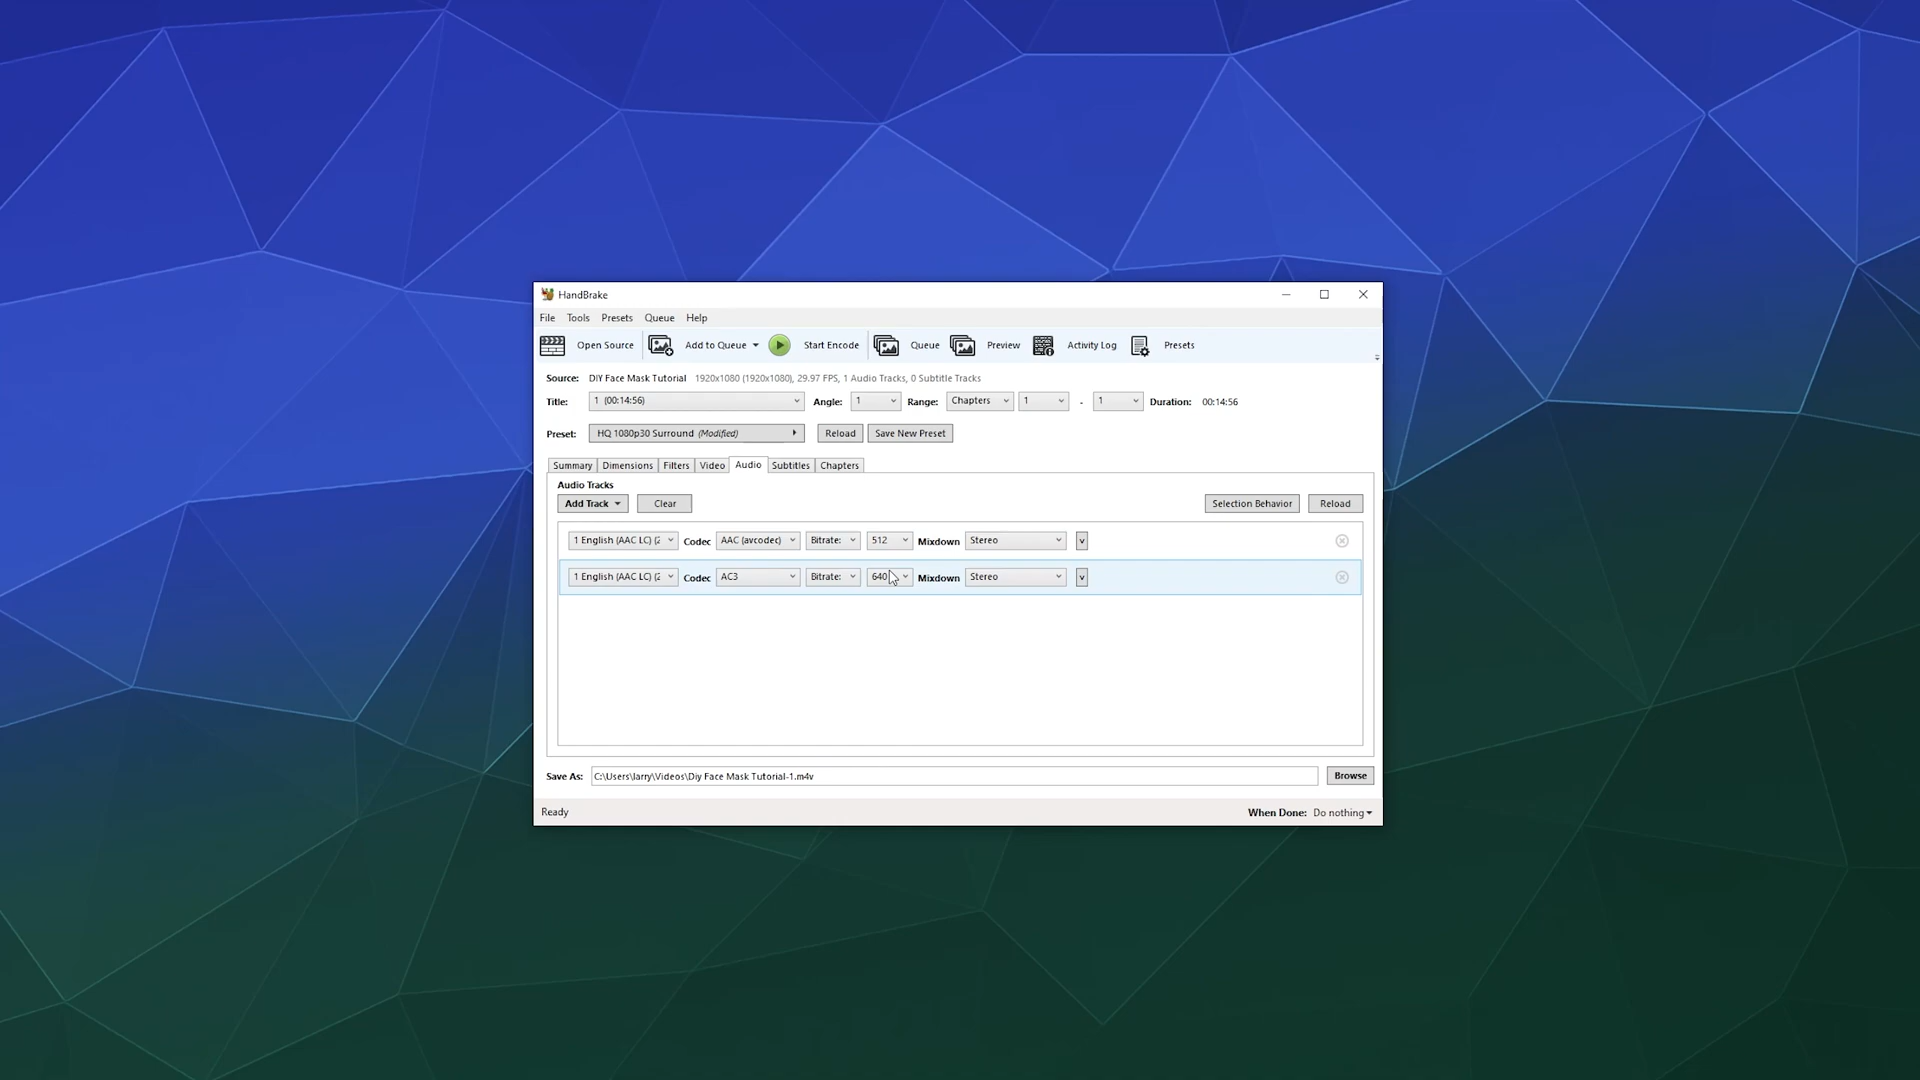 HandBrake
File Tools Presets Queue Help
Open Source Add to Queue Start Encode Queue Preview Activity Log Presets
Source: DIY Face Mask Tutorial 1920x1080 (1920x1080), 29.97 FPS, 1 Audio Tracks, 0 Subtitle Tracks
Title: 1 (00:14:56) Angle: 1 Range: Chapters 1 - 1 Duration: 00:14:56
Preset: HQ 1080p30 Surround (Modified) Reload Save New Preset
Summary Dimensions Filters Video Audio Subtitles Chapters
Audio Tracks
Add Track Clear Selection Behavior Reload
1 English (AAC LC) (2 Codec AAC (avcodec) Bitrate: 512 Mixdown Stereo v
1 English (AAC LC) (2 Codec AC3 Bitrate: 640 Mixdown Stereo v
Save As: C:\Users\larry\Videos\Diy Face Mask Tutorial-1.m4v Browse
Ready When Done: Do nothing